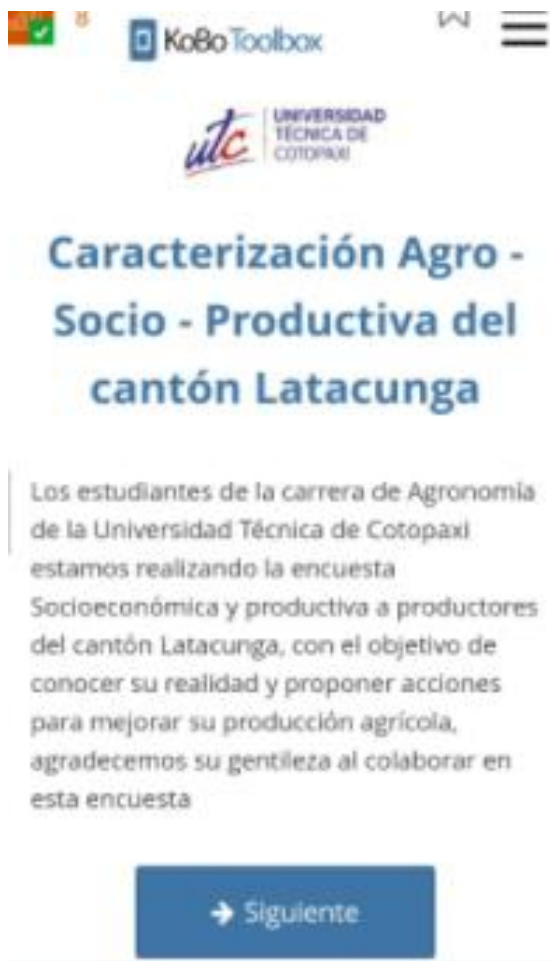 8
KoBo Toolbox
utc
UNIVERSIDAD
TÉCNICA DE
COTOPAXI
Caracterización Agro -
Socio - Productiva del
cantón Latacunga
Los estudiantes de la carrera de Agronomía
de la Universidad Técnica de Cotopaxi
estamos realizando la encuesta
Socioeconómica y productiva a productores
del cantón Latacunga, con el objetivo de
conocer su realidad y proponer acciones
para mejorar su producción agrícola,
agradecemos su gentileza al colaborar en
esta encuesta
Siguiente